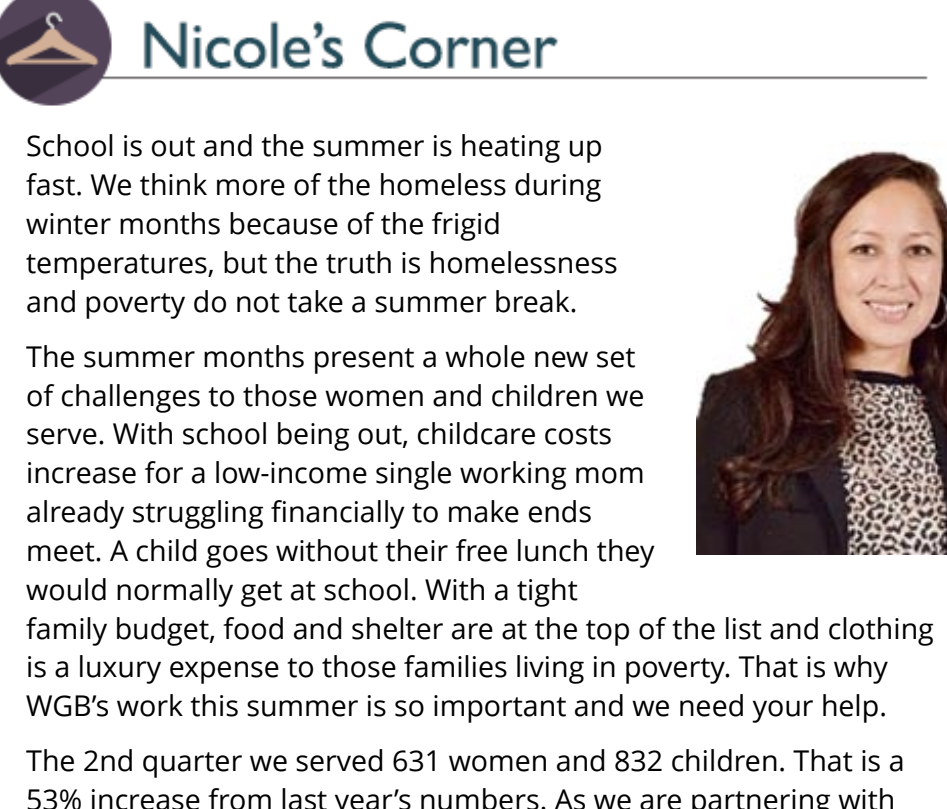 Nicole's Corner
School is out and the summer is heating up
fast. We think more of the homeless during
winter months because of the frigid
temperatures, but the truth is homelessness
and poverty do not take a summer break.
The summer months present a whole new set
of challenges to those women and children we
serve. With school being out, childcare costs
increase for a low-income single working mom
already struggling financially to make ends
meet. A child goes without their free lunch they
would normally get at school. With a tight
family budget, food and shelter are at the top of the list and clothing
is a luxury expense to those families living in poverty. That is why
WGB's work this summer is so important and we need your help.
The 2nd quarter we served 631 women and 832 children. That is a
53% increase from last year's numbers. As we are partnering with